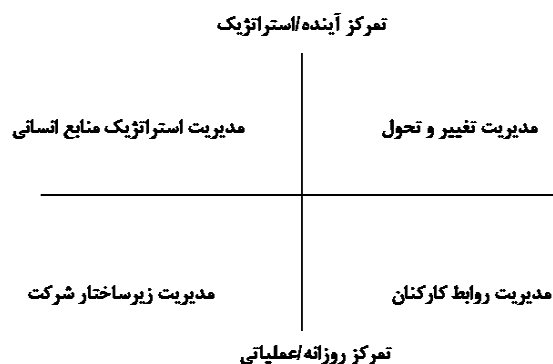 تمرکز آینده/استراتژیک
مدیریت تغییر و تحول
مدیریت استراتژیک منابع انسانی
مدیریت روابط کارکنان
مدیریت زیرساختار شرکت
تمرکز روزانه/عملیاتی